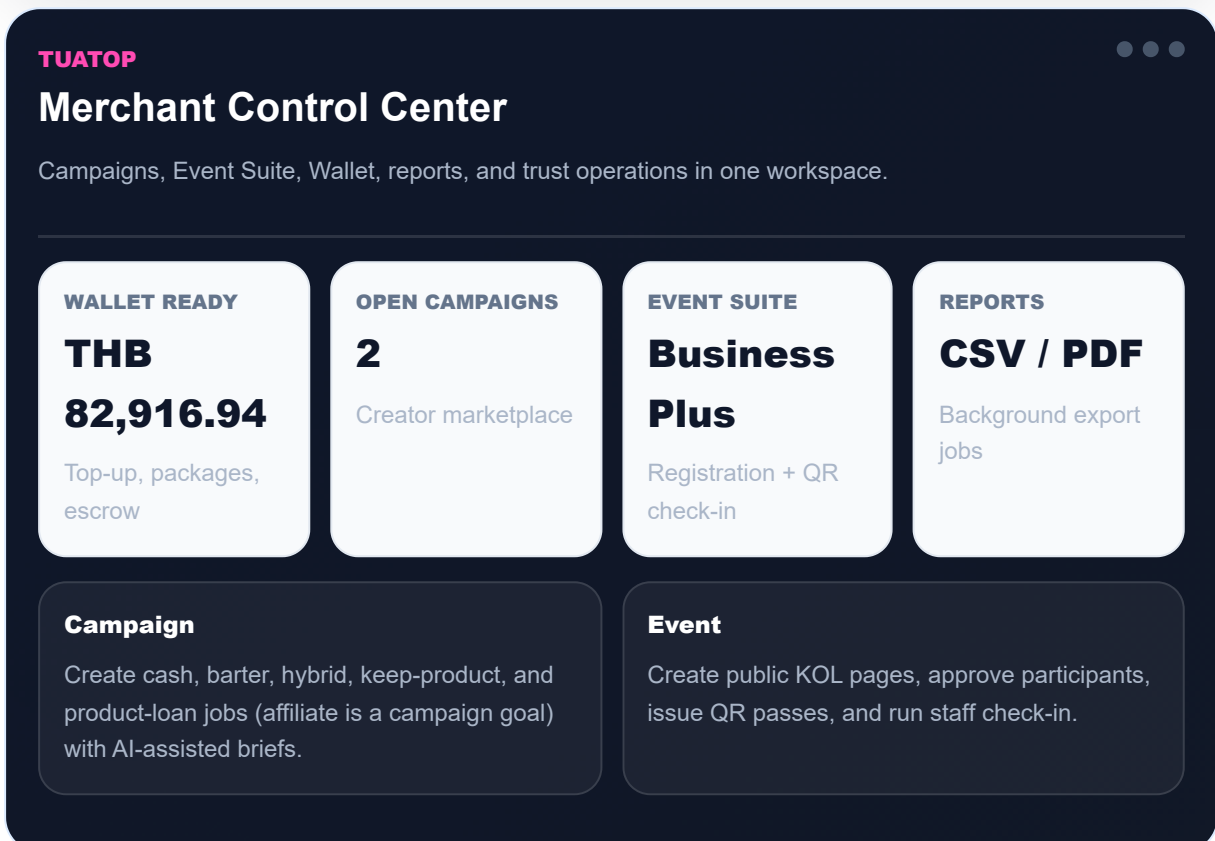 TUATOP
Merchant Control Center
Campaigns, Event Suite, Wallet, reports, and trust operations in one workspace.
WALLET READY
THB
82,916.94
Top-up, packages,
escrow
OPEN CAMPAIGNS
2
Creator marketplace
EVENT SUITE
Business
Plus
Registration + QR
check-in
REPORTS
CSV / PDF
Background export
jobs
Campaign
Create cash, barter, hybrid, keep-product, and
product-loan jobs (affiliate is a campaign goal)
with AI-assisted briefs.
Event
Create public KOL pages, approve participants,
issue QR passes, and run staff check-in.